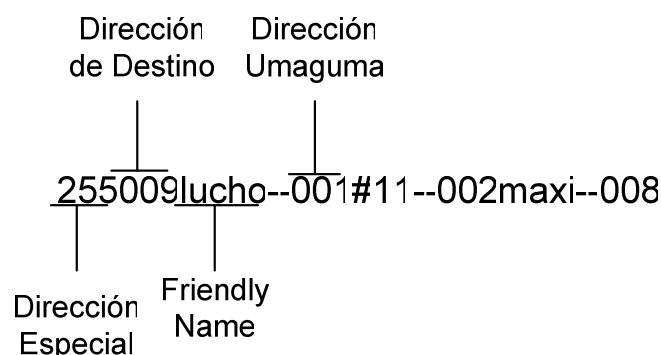 Dirección
de Destino
Dirección
Umaguma
255009lucho--001#11--002maxi--008
Dirección
Especial
Friendly
Name